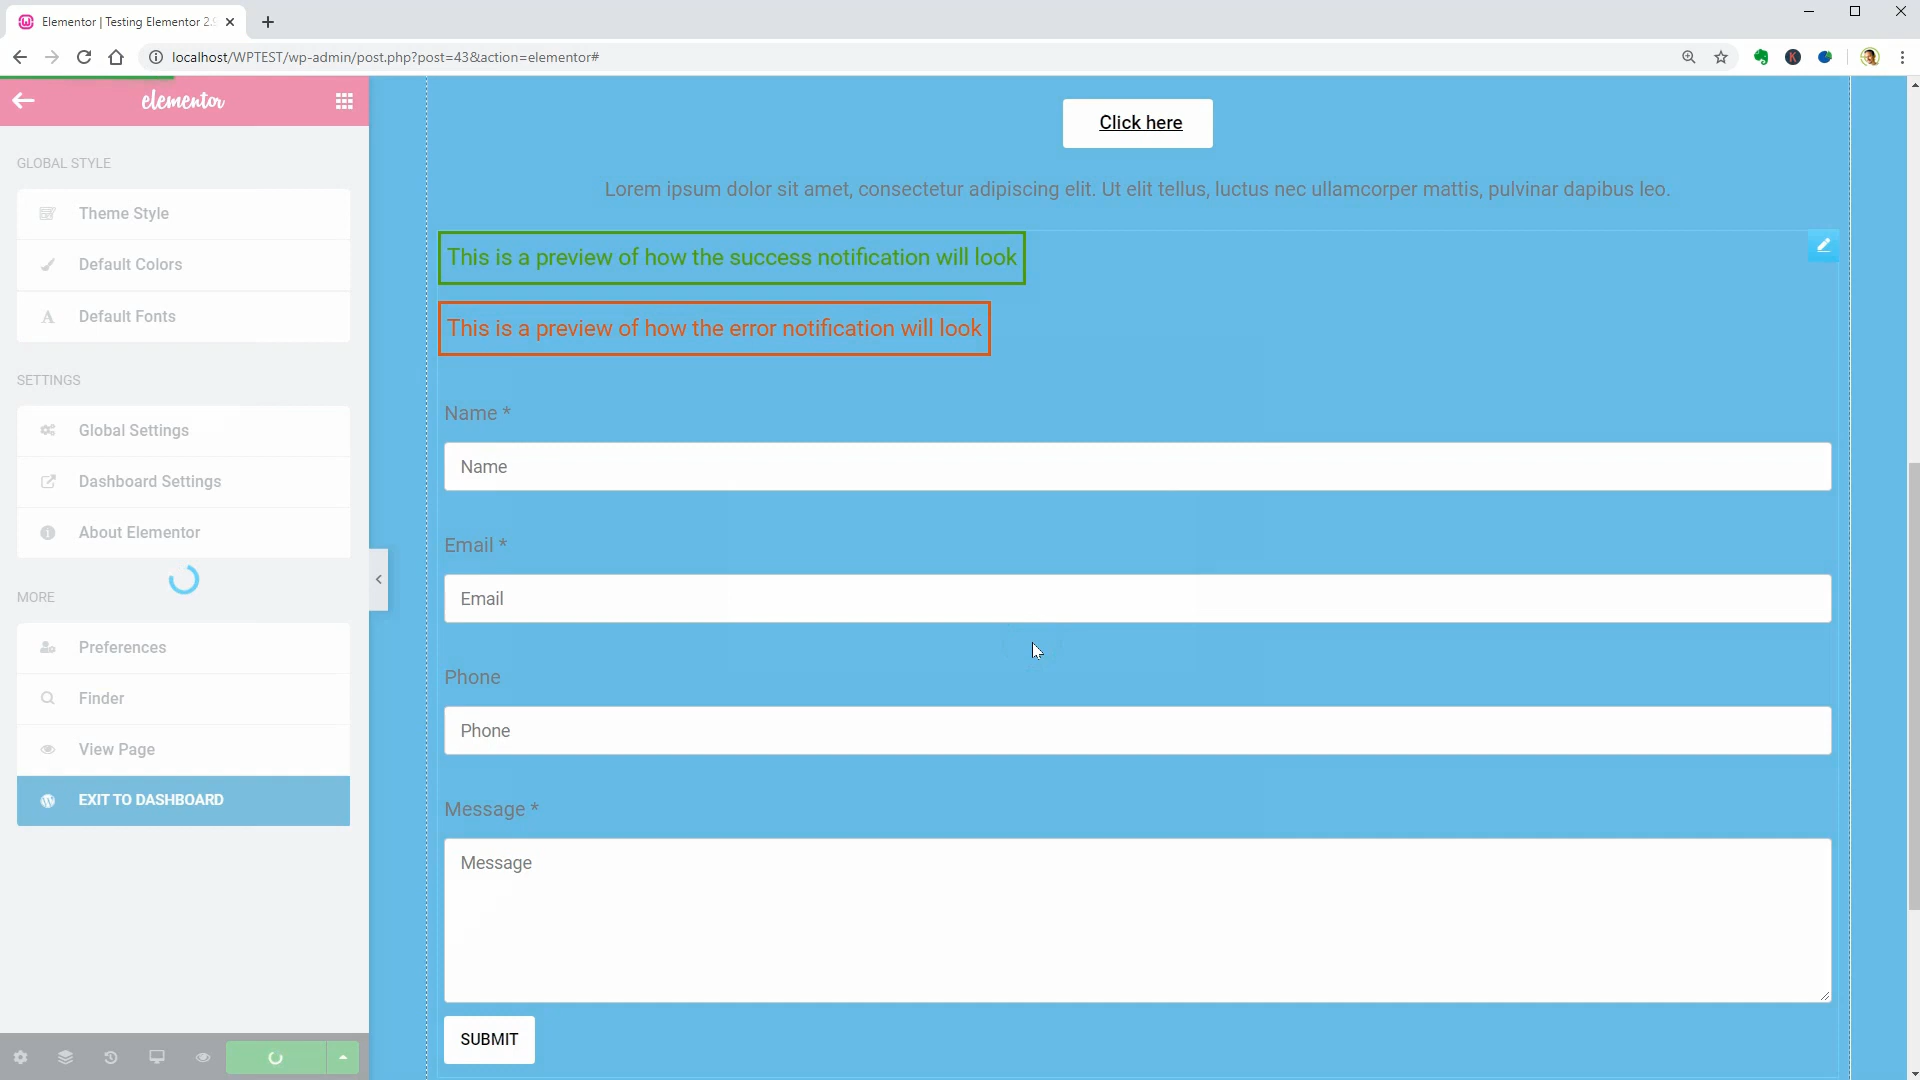 Elementor | Testing Elementor 2.9
localhost/WPTEST/wp-admin/post.php?post=43&action=elementor#
elementor
GLOBAL STYLE
Theme Style
Default Colors
Default Fonts
SETTINGS
Global Settings
Dashboard Settings
About Elementor
MORE
Preferences
Finder
View Page
EXIT TO DASHBOARD
Click here
Lorem ipsum dolor sit amet, consectetur adipiscing elit. Ut elit tellus, luctus nec ullamcorper mattis, pulvinar dapibus leo.
This is a preview of how the success notification will look
This is a preview of how the error notification will look
Name *
Name
Email *
Email
Phone
Phone
Message *
Message
SUBMIT